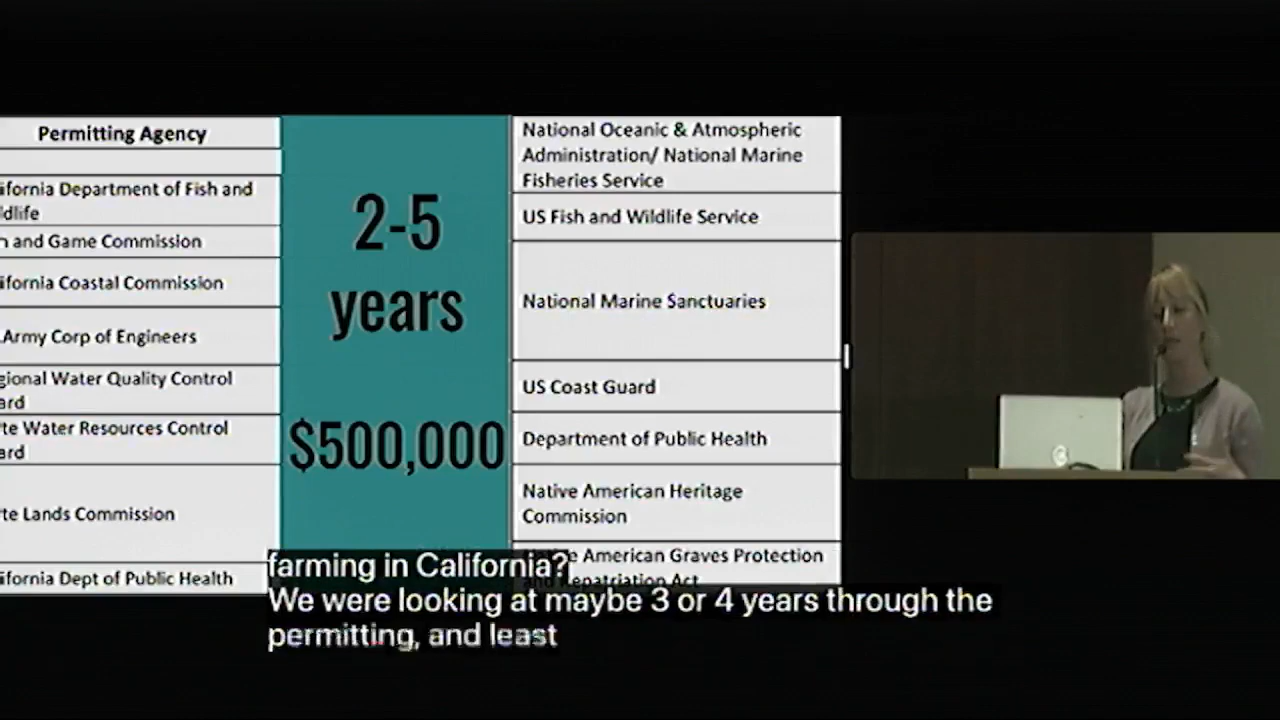 Permitting Agency
ifornia Department of Fish and
dlife
and Game Commission
ifornia Coastal Commission
Army Corp of Engineers
gional Water Quality Control
ard
te Water Resources Control
ard
te Lands Commission
ifornia Dept of Public Health
2-5
years
$500,000
National Oceanic & Atmospheric
Administration/ National Marine
Fisheries Service
US Fish and Wildlife Service
National Marine Sanctuaries
US Coast Guard
Department of Public Health
Native American Heritage
Commission
American Graves Protection
and Repatriation Act
farming in California?
We were looking at maybe 3 or 4 years through the
permitting, and least